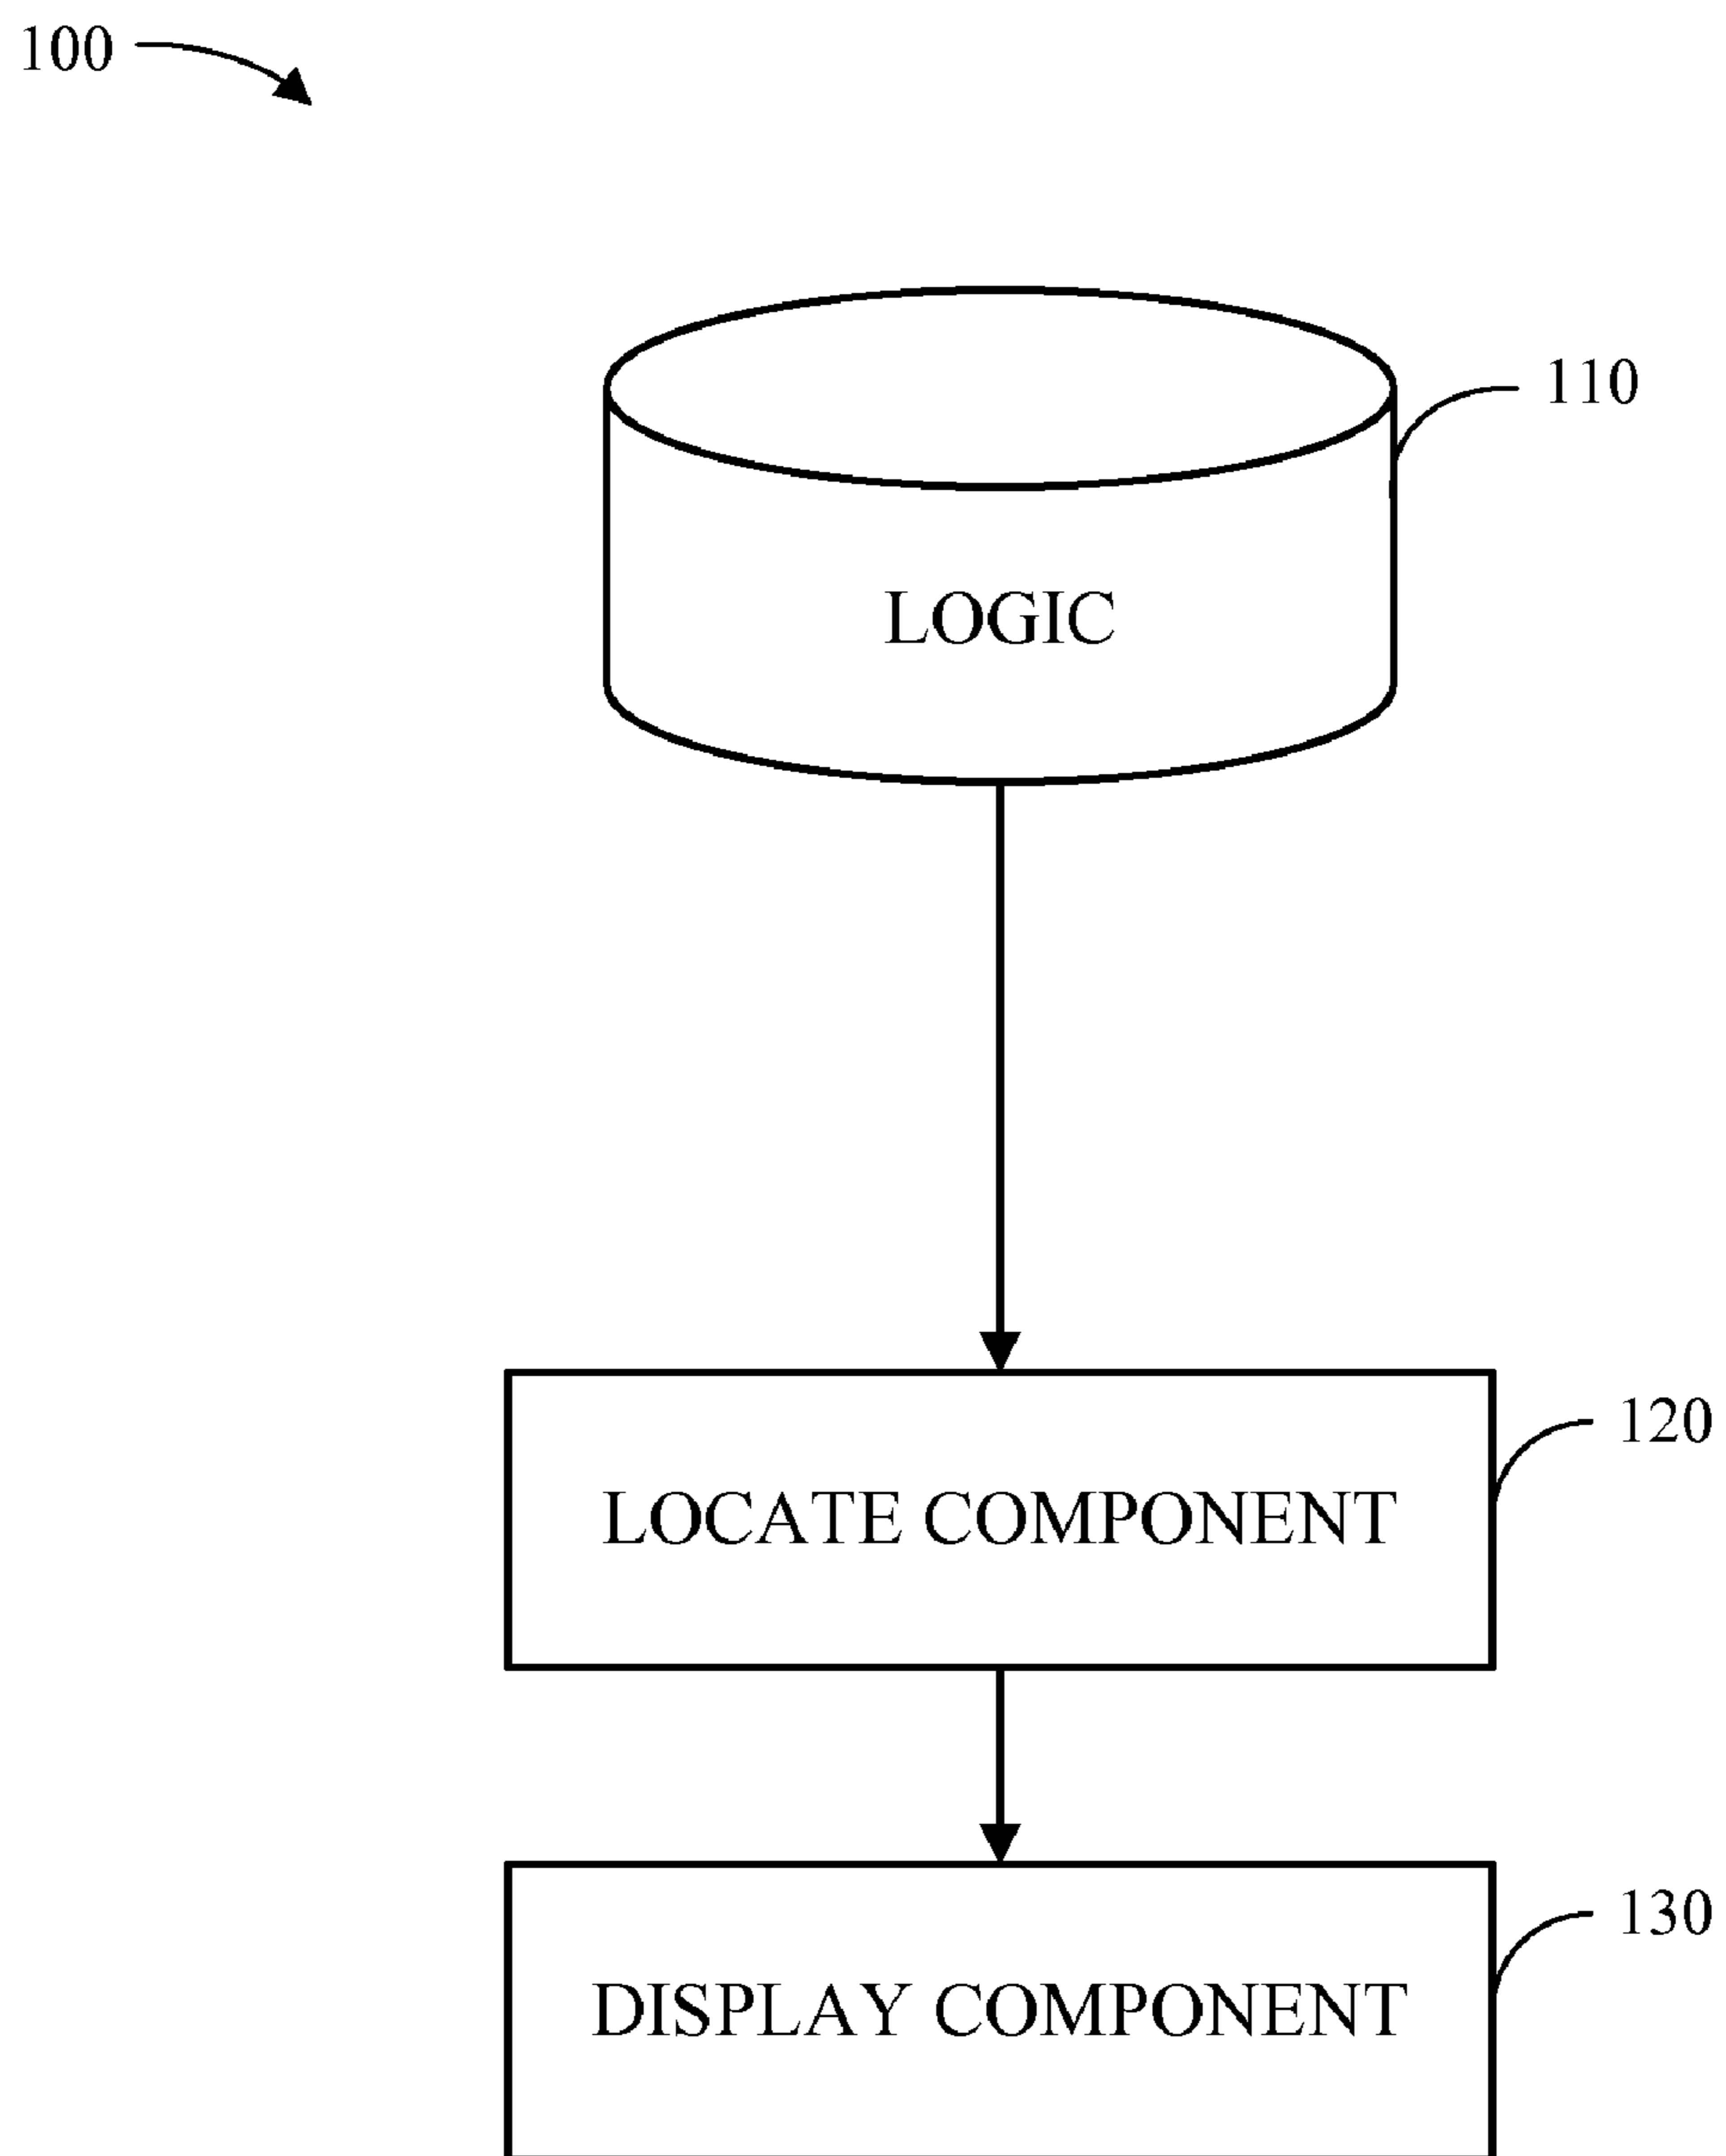 100
110
LOGIC
120
LOCATE COMPONENT
130
DISPLAY COMPONENT